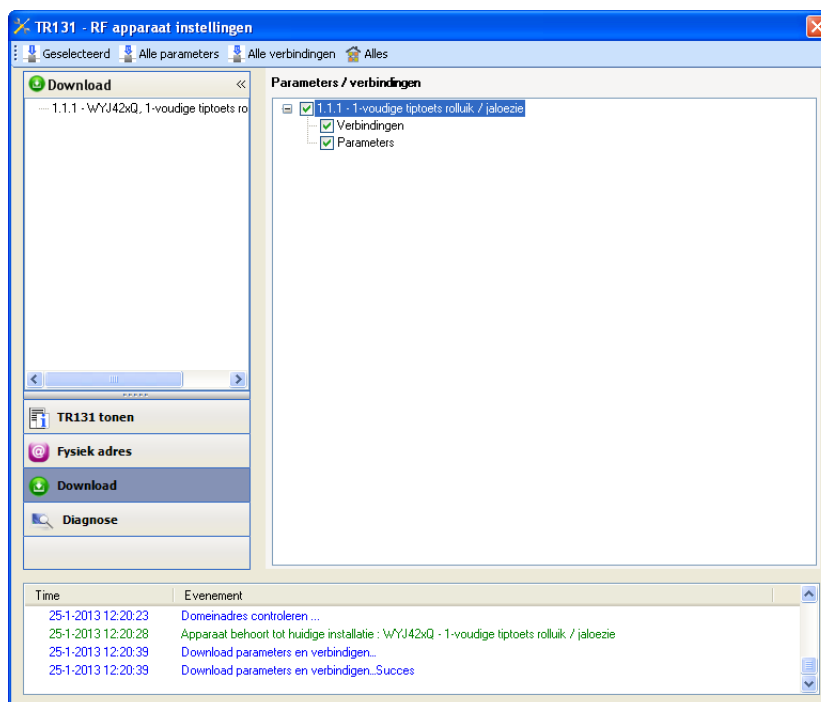 TR131 - RF apparaat instellingen
Geselecteerd Alle parameters Alle verbindingen Alles
Download
1.1.1 - WYJ42xQ, 1-voudige tiptoets ro
Parameters / verbindingen
1.1.1 - 1-voudige tiptoets rolluik / jaloezie
Verbindingen
Parameters
TR131 tonen
Fysiek adres
Download
Diagnose
Time Evenement
25-1-2013 12:20:23 Domeinadres controleren ...
25-1-2013 12:20:28 Apparaat behoort tot huidige installatie : WYJ42xQ - 1-voudige tiptoets rolluik / jaloezie
25-1-2013 12:20:39 Download parameters en verbindigen...
25-1-2013 12:20:39 Download parameters en verbindigen...Succes